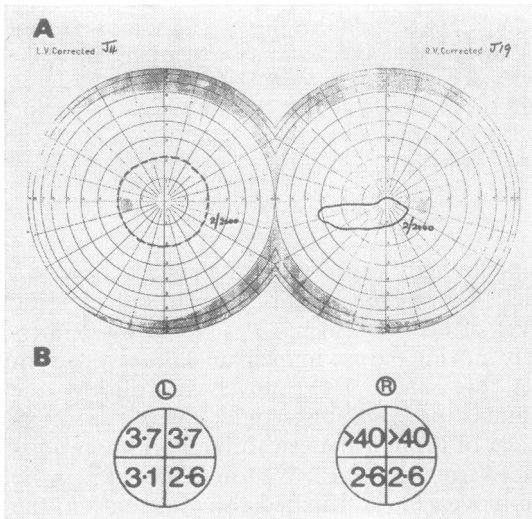 A
L.V. Corrected J4
R.V. Corrected J19
2/2000
2/2000
B
L
R
3·7 3·7
3·1 2·6
>40 >40
2·6 2·6